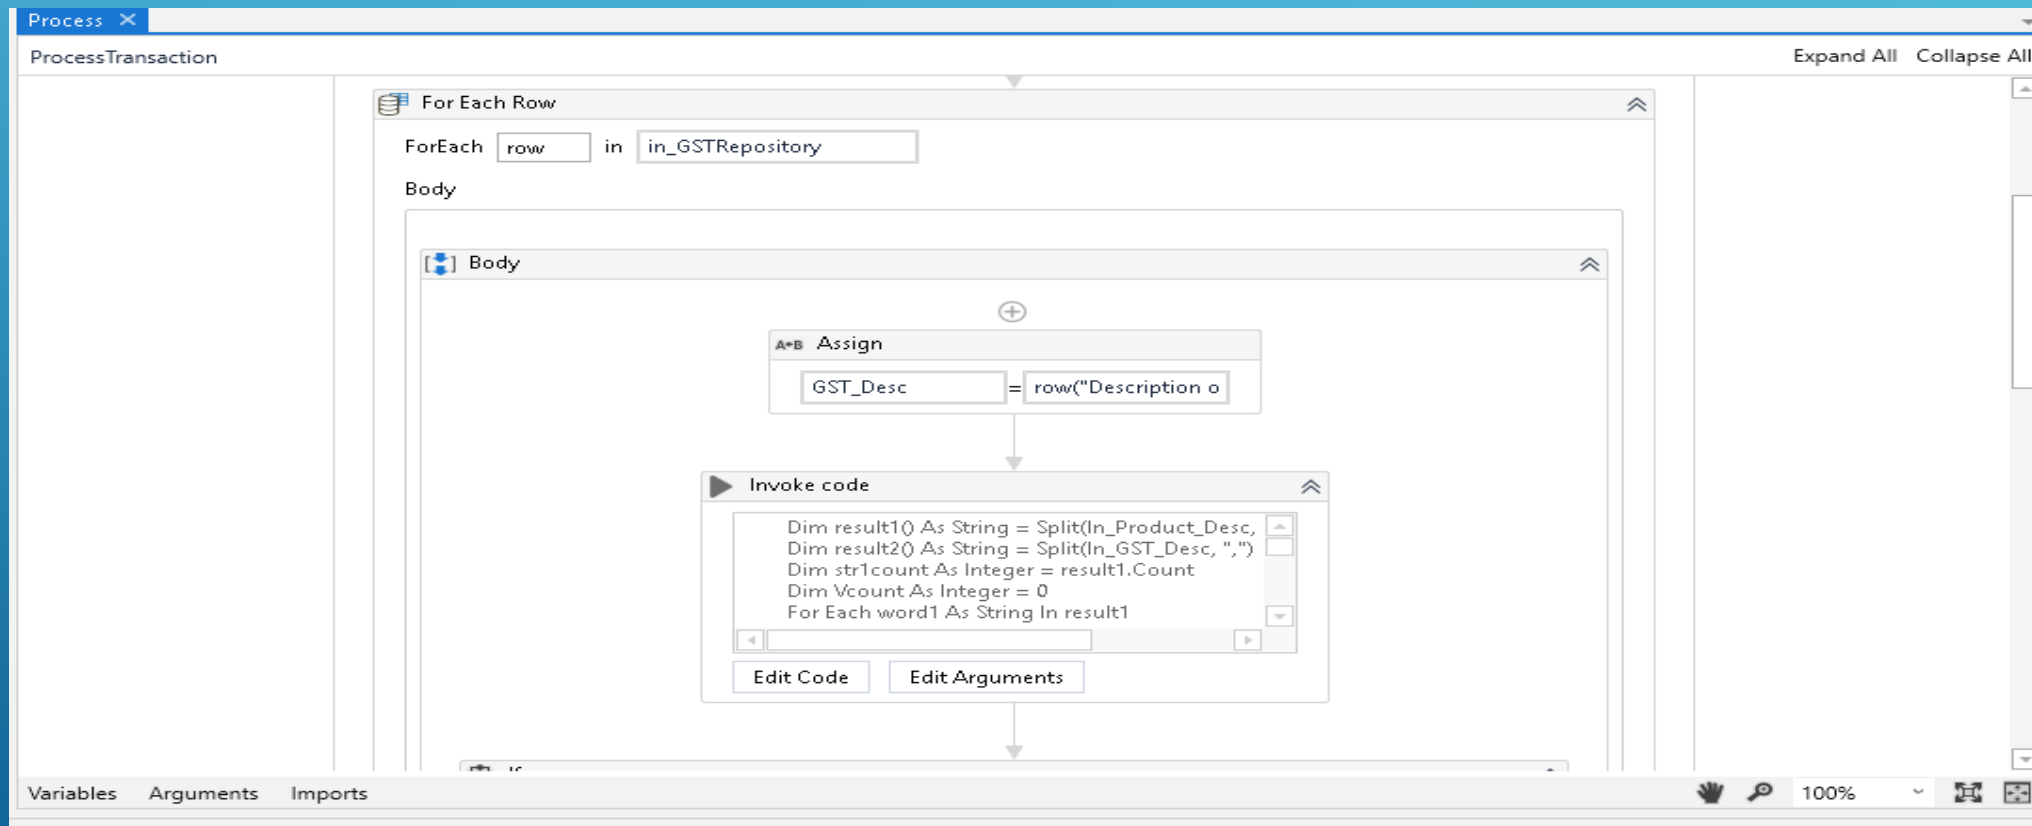 Process
ProcessTransaction Expand All Collapse All
For Each Row
ForEach row in in_GSTRepository
Body
Body
A+B Assign
GST_Desc = row("Description o
Invoke code
Dim result1() As String = Split(In_Product_Desc,
Dim result2() As String = Split(In_GST_Desc, ",")
Dim str1count As Integer = result1.Count
Dim Vcount As Integer = 0
For Each word1 As String In result1
Edit Code Edit Arguments
Variables Arguments Imports 100%